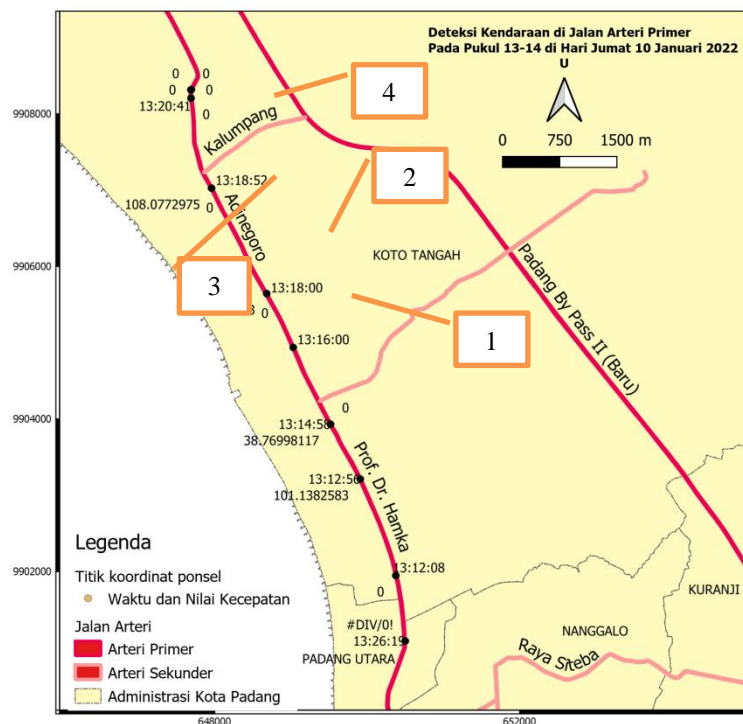 Deteksi Kendaraan di Jalan Arteri Primer
Pada Pukul 13-14 di Hari Jumat 10 Januari 2022
U
0 750 1500 m
9908000
9906000
9904000
9902000
0 0
0 0
13:20:41
0
Kalumpang
4
13:18:52
108.0772975
0
Adinegoro
2
KOTO TANGAH
3
13:18:00
0
13:16:00
1
Padang By Pass II (Baru)
0
13:14:58
38.76998117
Prof. Dr. Hamka
13:12:56
101.1382583
13:12:08
0
#DIV/0!
13:26:19
PADANG UTARA
NANGGALO
KURANJI
Raya Siteba
Legenda
Titik koordinat ponsel
Waktu dan Nilai Kecepatan
Jalan Arteri
Arteri Primer
Arteri Sekunder
Administrasi Kota Padang
648000
652000